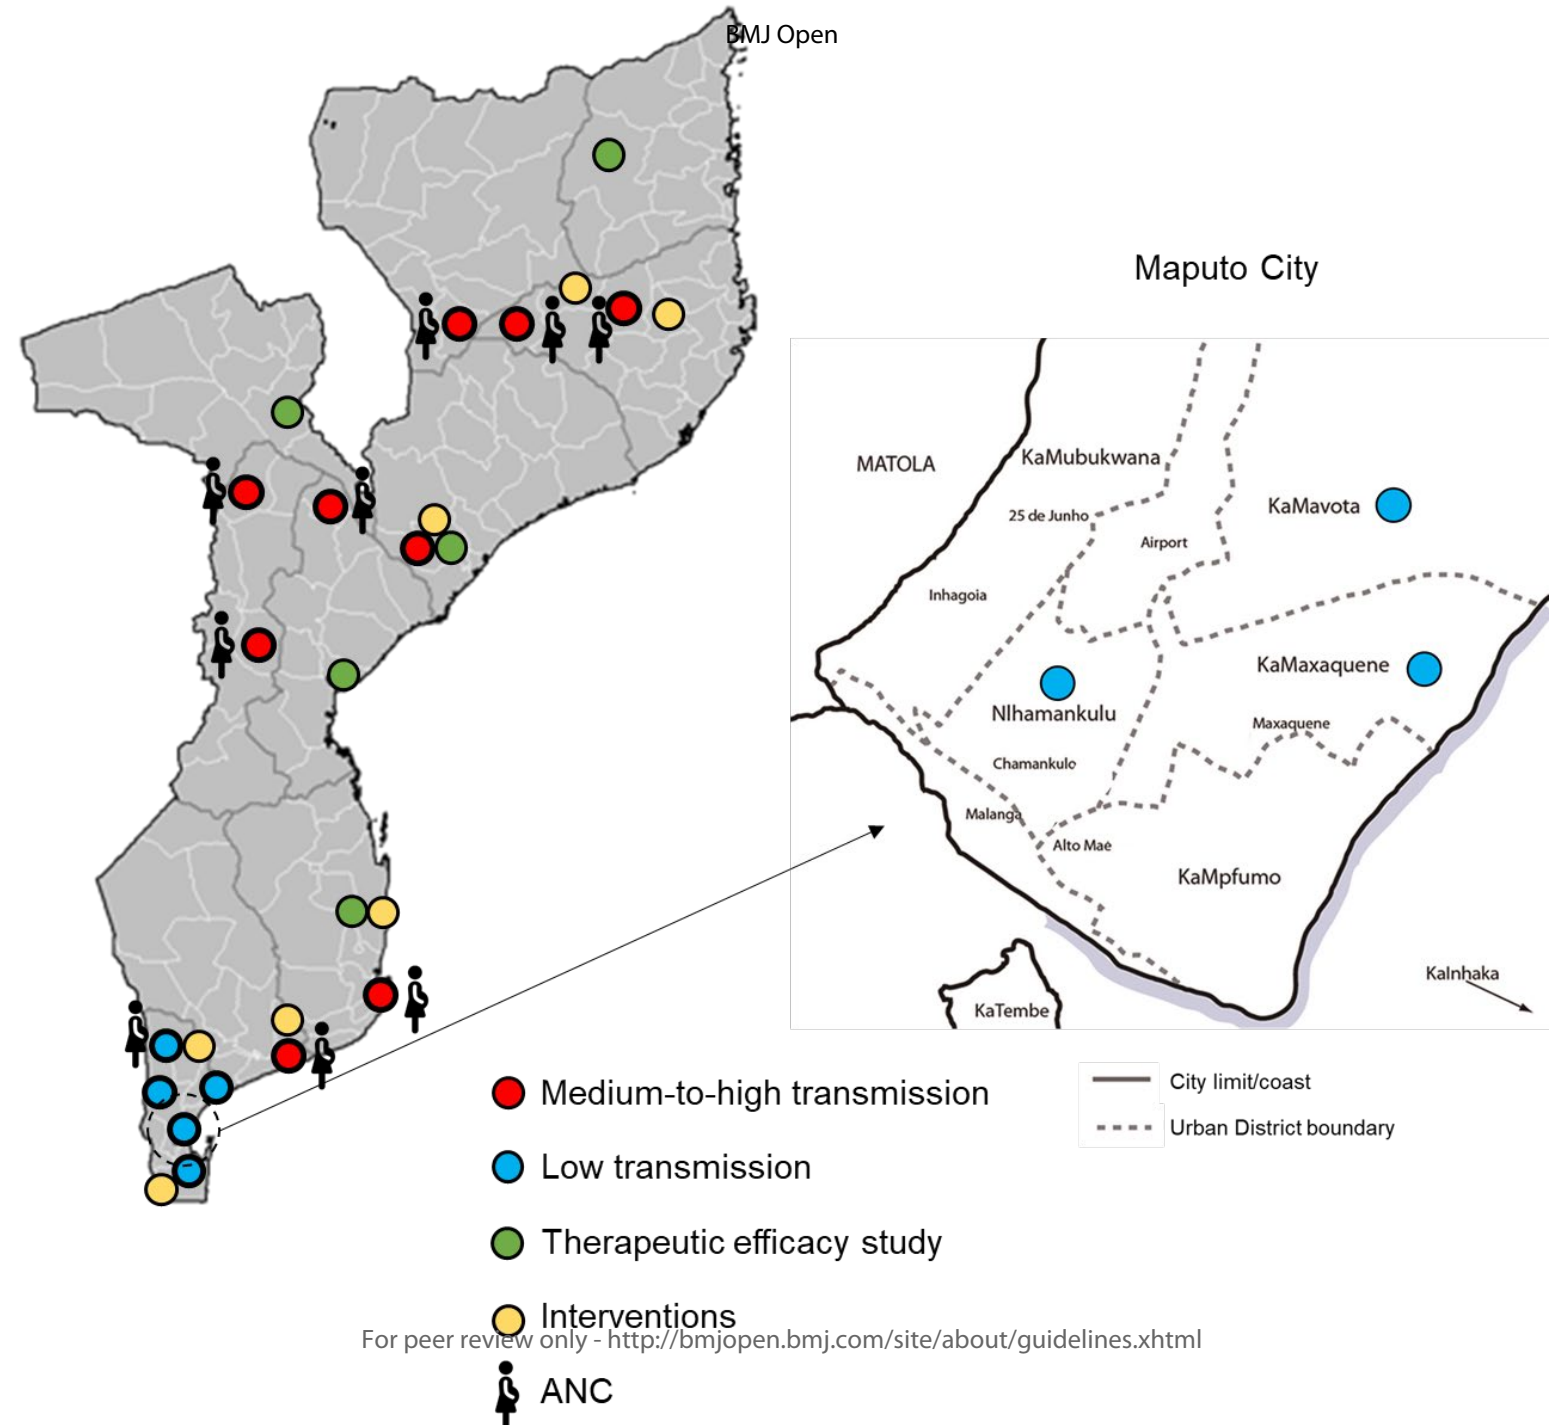 BMJ Open
Maputo City
MATOLA
KaMubukwana
25 de Junho
Airport
KaMavota
Inhagoia
KaMaxaquene
Nlhamankulu
Maxaquene
Chamankulo
Malanga
Alto Mae
KaMpfumo
KaInhaka
KaTembe
Medium-to-high transmission
Low transmission
Therapeutic efficacy study
Interventions
ANC
City limit/coast
Urban District boundary
For peer review only - http://bmjopen.bmj.com/site/about/guidelines.xhtml